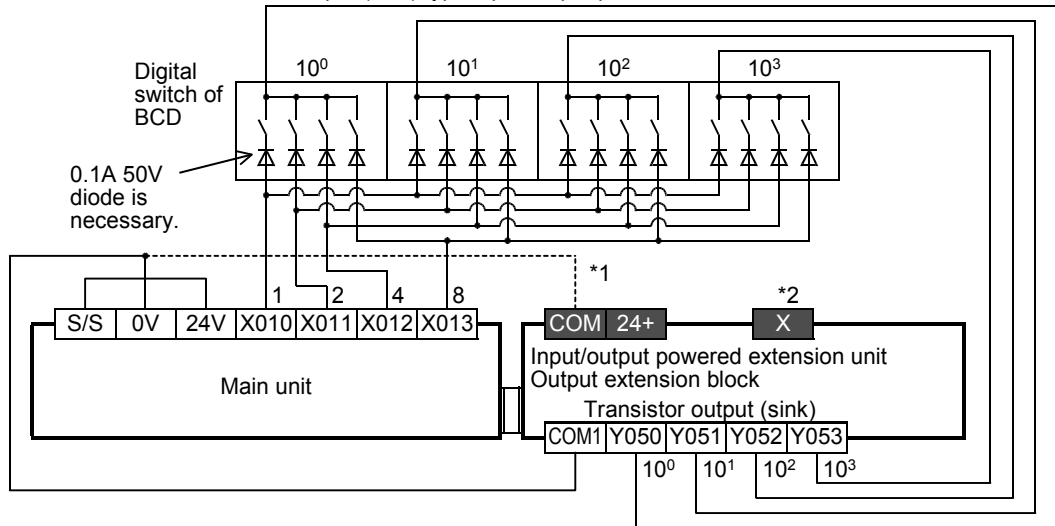 10⁰ 10¹ 10² 10³
Digital
switch of
BCD
0.1A 50V
diode is
necessary.
*1
1 2 4 8 *2
S/S 0V 24V X010 X011 X012 X013 COM 24+ X
Main unit
Input/output powered extension unit
Output extension block
Transistor output (sink)
COM1 Y050 Y051 Y052 Y053
10⁰ 10¹ 10² 10³